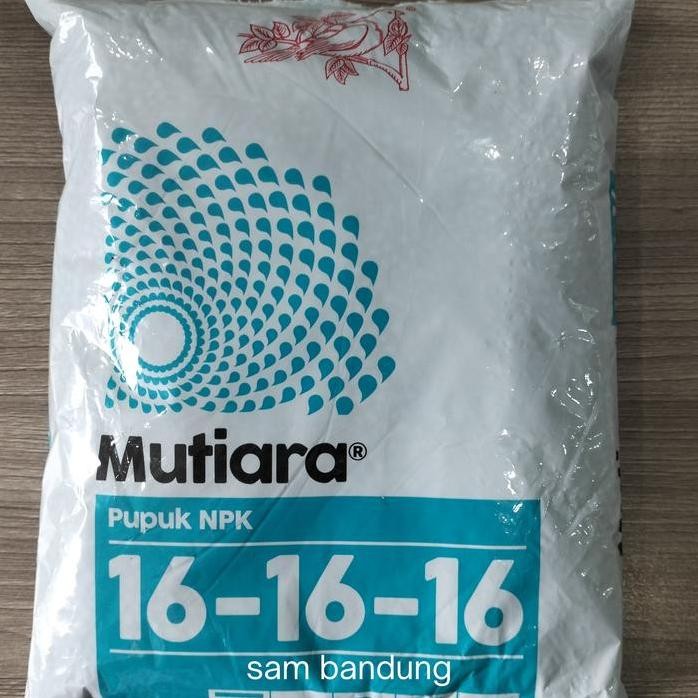 Mutiara®
Pupuk NPK
16-16-16
sam bandung